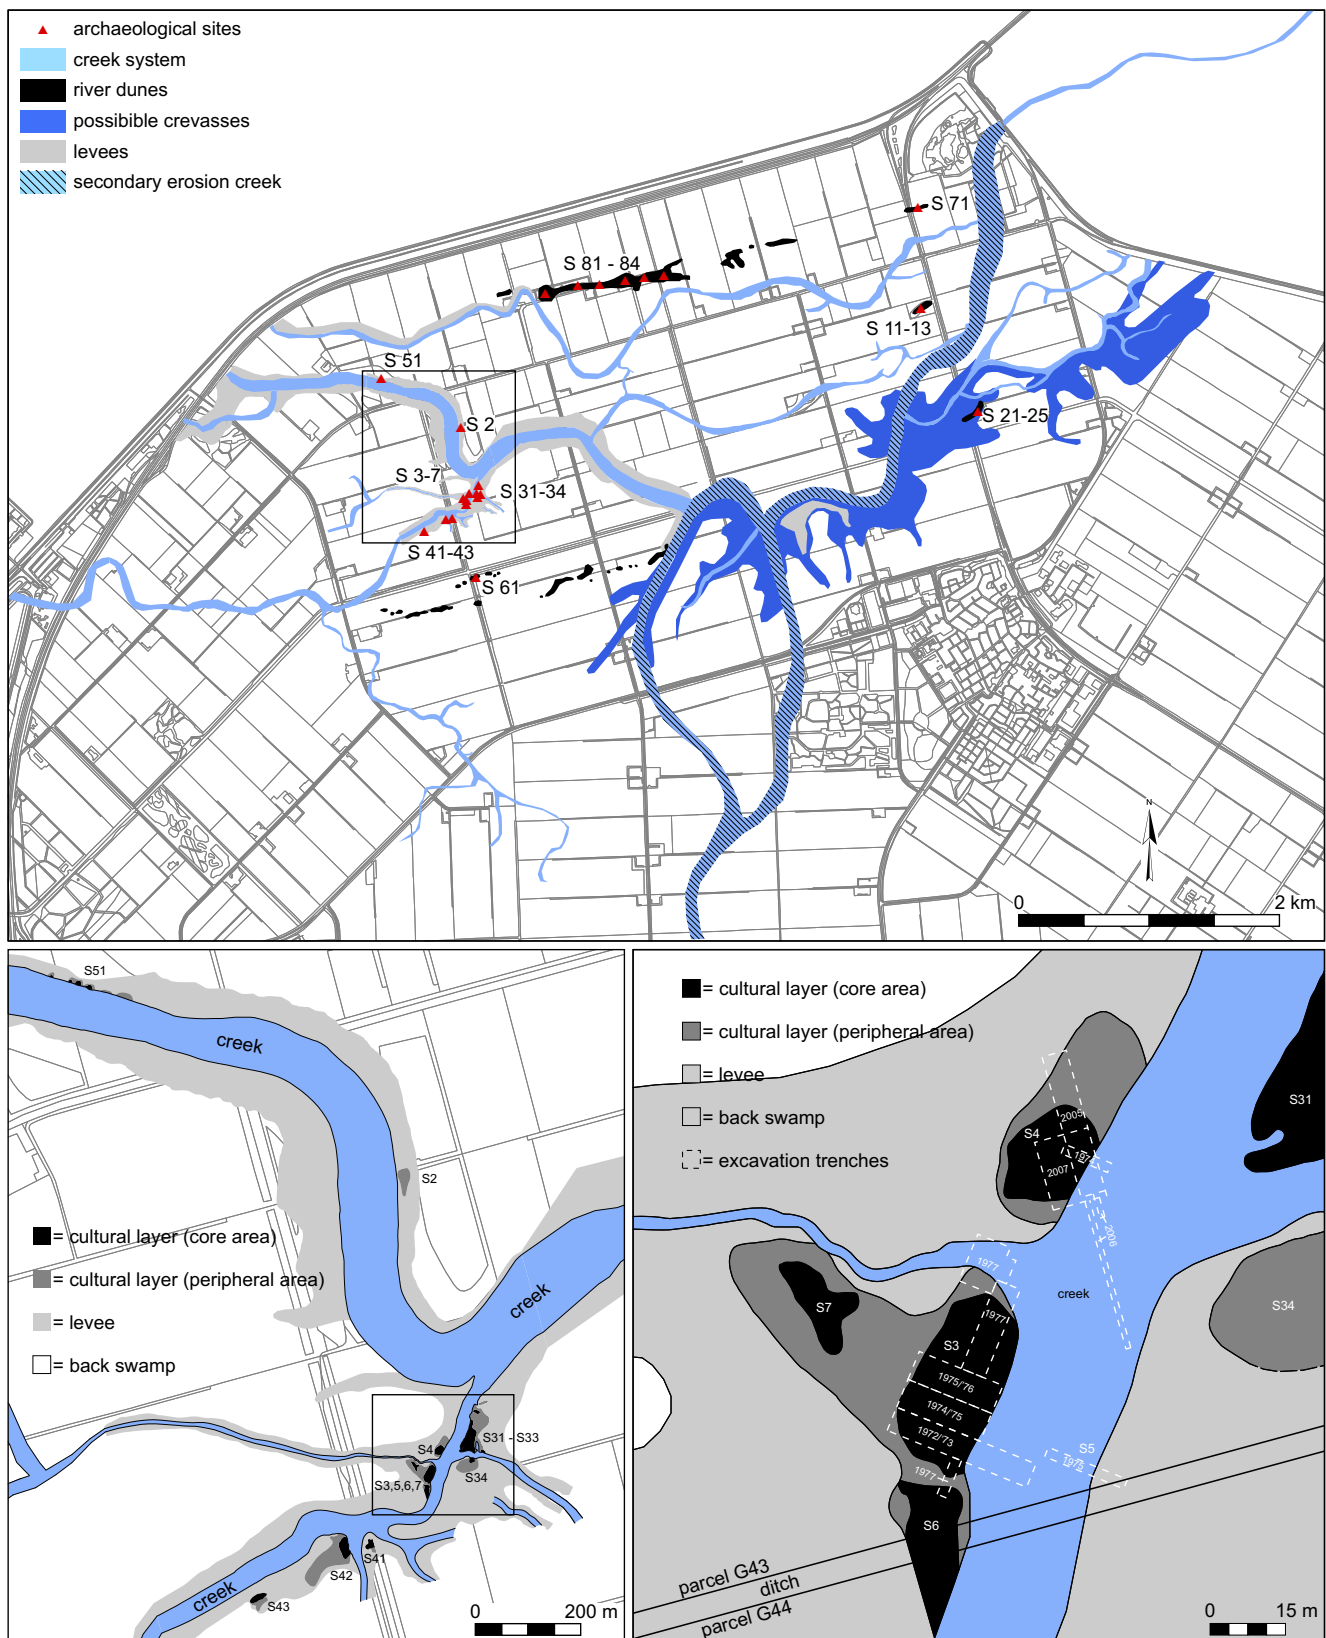 archaeological sites
creek system
river dunes
possibible crevasses
levees
secondary erosion creek
S 71
S 81 - 84
S 11-13
S 51
S 21-25
S 2
S 3-7
S 31-34
S 41-43
S 61
N
0 2 km
S51
creek
S2
= cultural layer (core area)
= cultural layer (peripheral area)
= levee
= back swamp
creek
S4
S31 - S33
S34
S3,5,6,7
S41
S42
S43
creek
0 200 m
= cultural layer (core area)
= cultural layer (peripheral area)
= levee
= back swamp
= excavation trenches
S31
2005
S4
1974
2007
2006
1977
creek
S7
S34
1977
S3
1975/'76
1974/'75
1972/'73
S5
1975
1977
S6
parcel G43
ditch
parcel G44
0 15 m